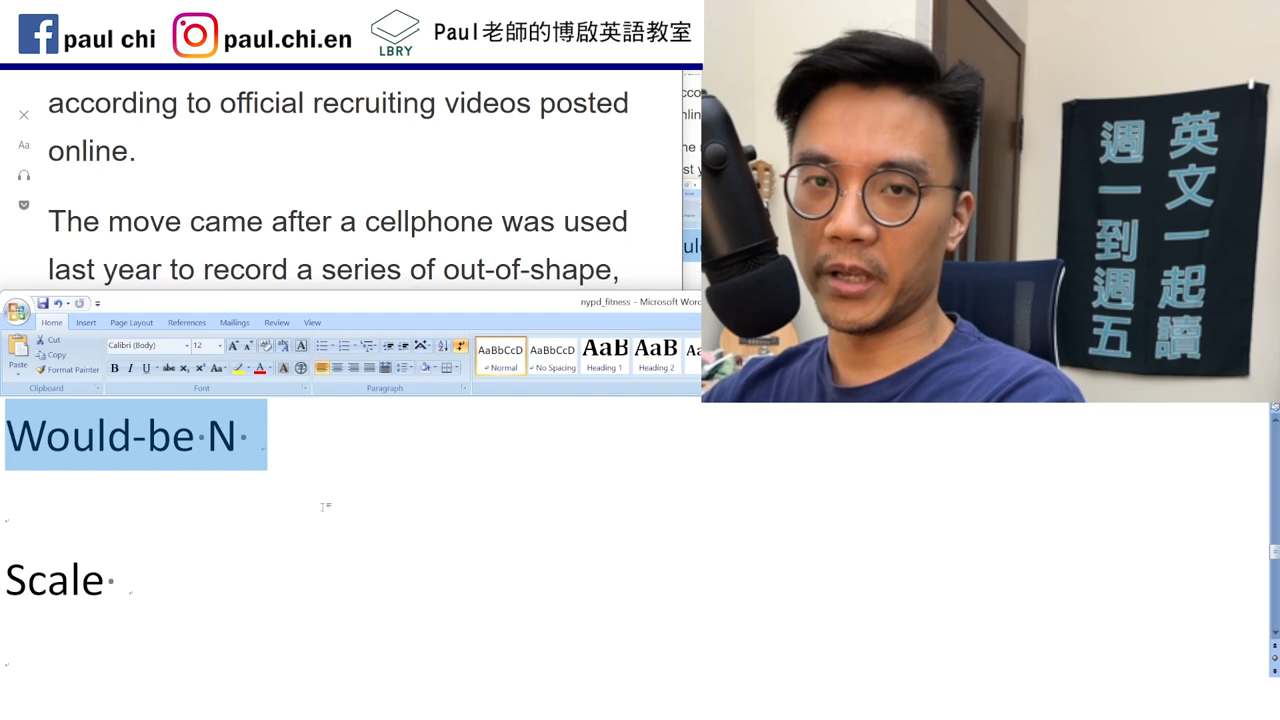 paul chi
paul.chi.en
LBRY
Paul老師的博啟英語教室
according to official recruiting videos posted
online.
The move came after a cellphone was used
last year to record a series of out-of-shape,
nypd_fitness - Microsoft Word
Home Insert Page Layout References Mailings Review View
Paste
Cut
Copy
Format Painter
Clipboard
Calibri (Body) 12
Font
Paragraph
AaBbCcD
Normal
AaBbCcD
No Spacing
AaBb
Heading 1
AaBb
Heading 2
Would-be N
Scale
英文一起讀
週一到週五